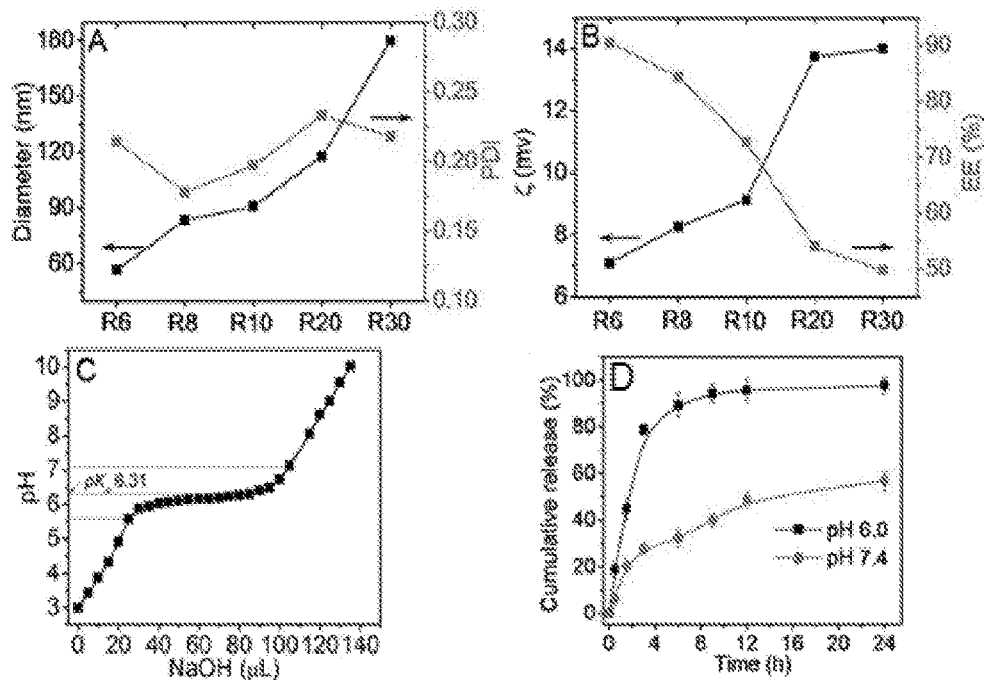 A
Diameter (nm)
180
150
120
90
60
0.30
0.25
0.20
0.15
0.10
PDI
R6 R8 R10 R20 R30
B
ζ (mv)
14
12
10
8
6
90
80
70
60
50
EE (%)
R6 R8 R10 R20 R30
C
pH
10
9
8
7
6
5
4
3
pKa 6.31
0 20 40 60 80 100 120 140
NaOH (μL)
D
Cumulative release (%)
100
80
60
40
20
0
pH 6.0
pH 7.4
0 4 8 12 16 20 24
Time (h)